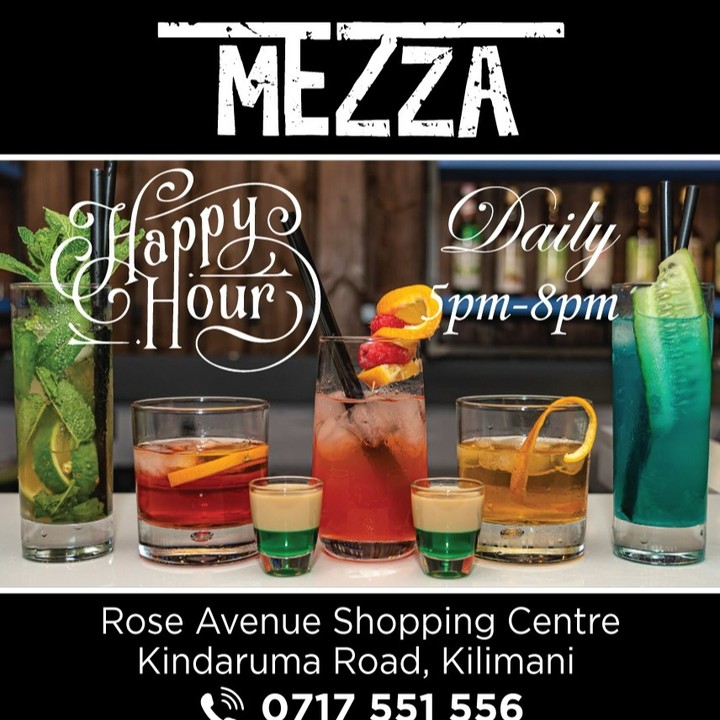 MEZZA
Happy
Hour
Daily
5pm-8pm
Rose Avenue Shopping Centre
Kindaruma Road, Kilimani
0717 551 556